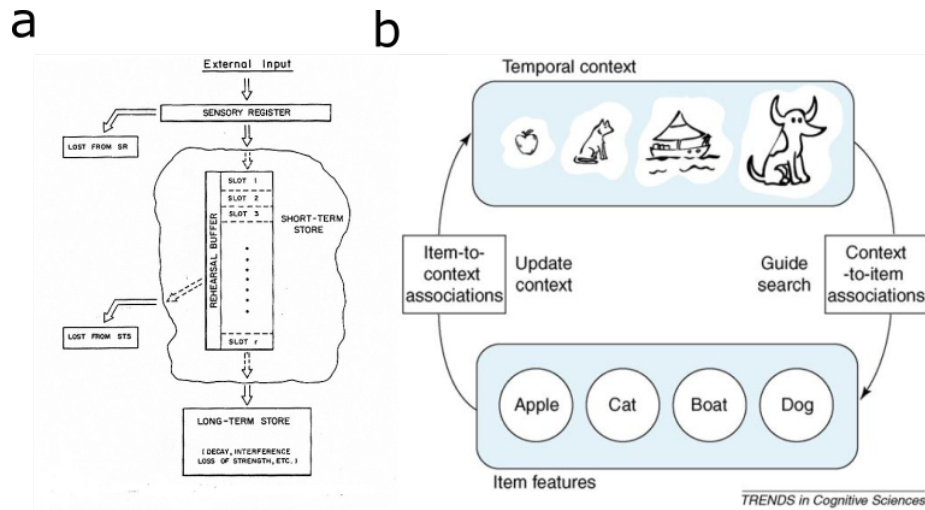 a
External Input
SENSORY REGISTER
LOST FROM SR
SLOT 1
SLOT 2
SLOT 3
REHEARSAL BUFFER
SHORT-TERM
STORE
LOST FROM STS
SLOT r
LONG-TERM STORE
(DECAY, INTERFERENCE
LOSS OF STRENGTH, ETC.)
b
Temporal context
Item-to-
context
associations
Update
context
Guide
search
Context
-to-item
associations
Apple
Cat
Boat
Dog
Item features
TRENDS in Cognitive Sciences